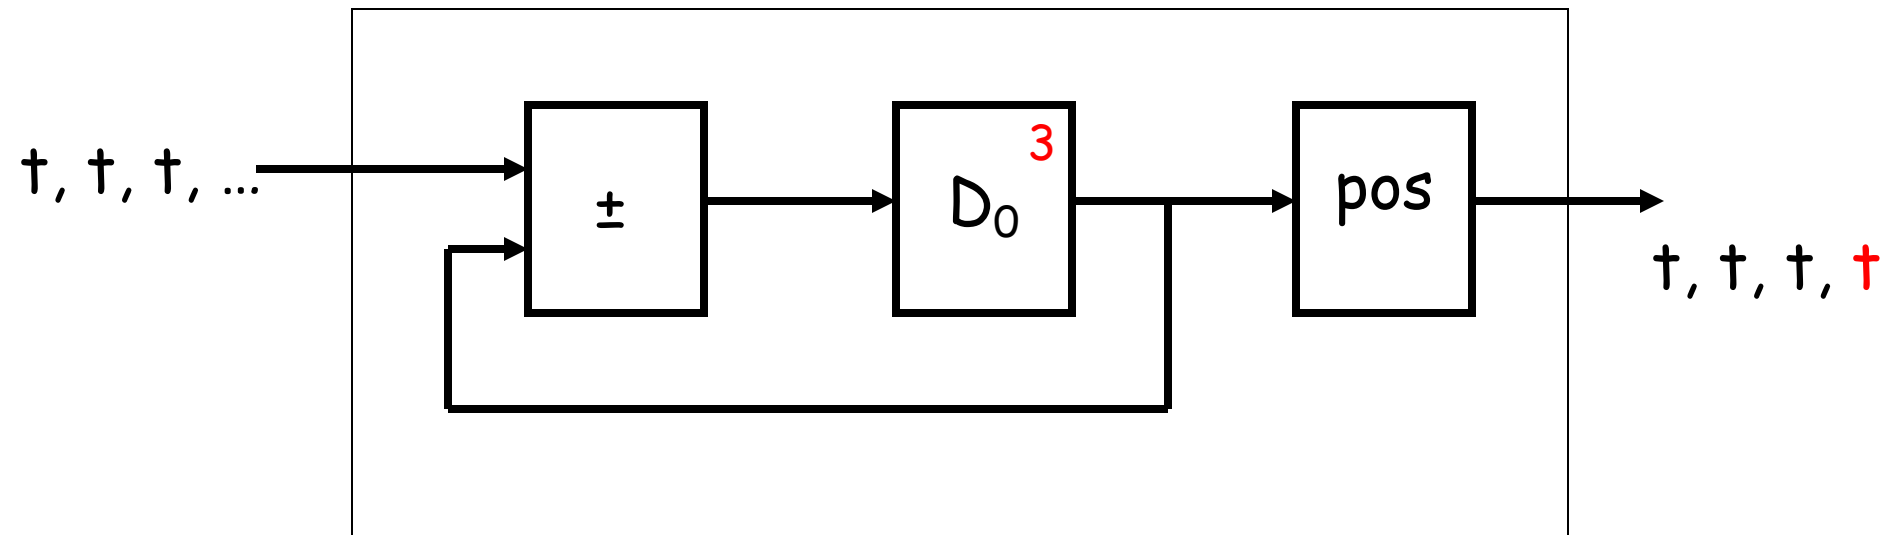 t, t, t, ...
±
3
D₀
pos
t, t, t, t